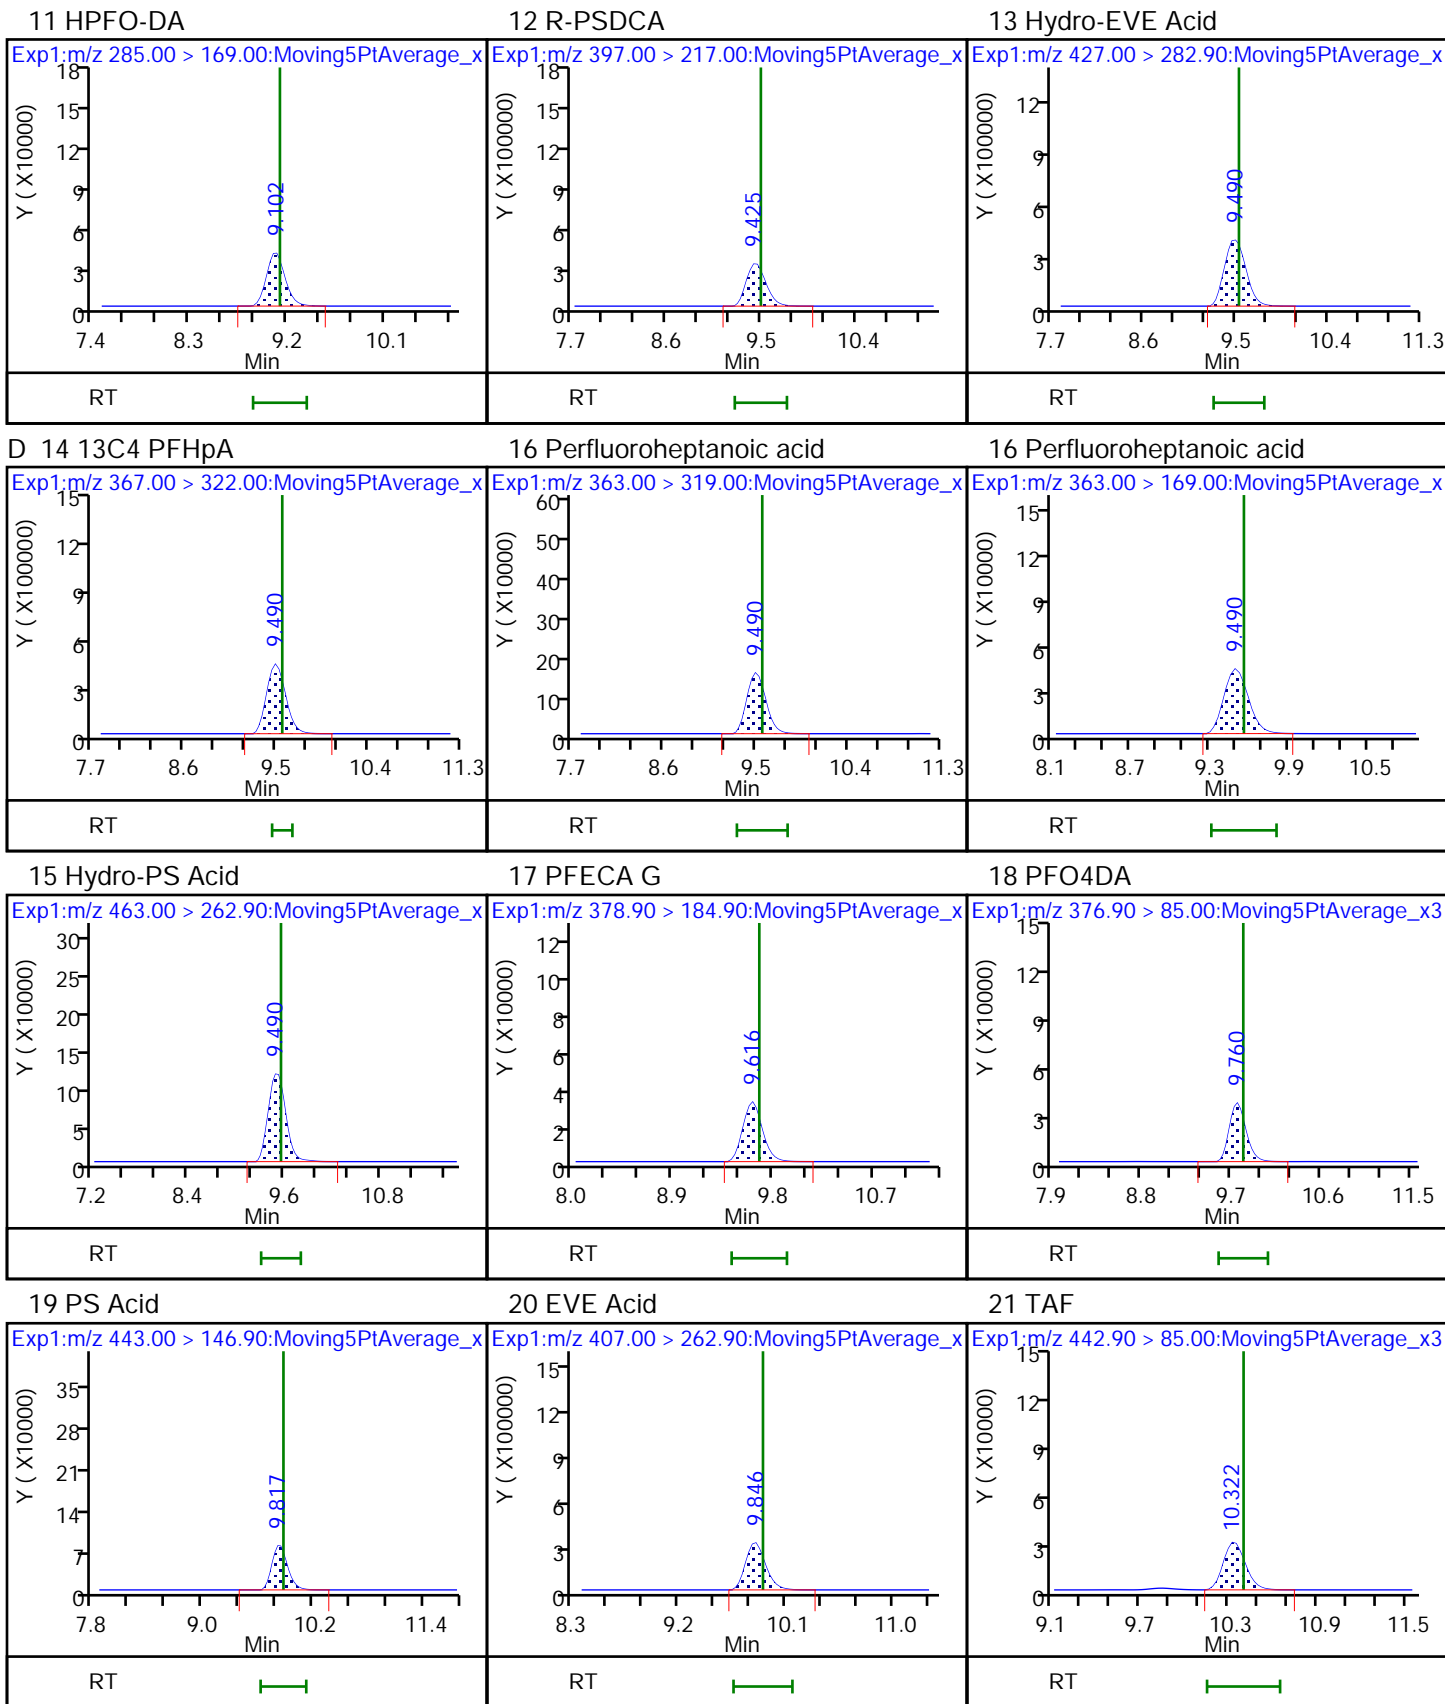 11 HPFO-DA
12 R-PSDCA
13 Hydro-EVE Acid
Exp1:m/z 285.00 > 169.00:Moving5PtAverage_x
Exp1:m/z 397.00 > 217.00:Moving5PtAverage_x
Exp1:m/z 427.00 > 282.90:Moving5PtAverage_x
Y ( X100000)
18
15
12
9
6
3
0
9.102
7.4 8.3 9.2 10.1
Min
RT
Y ( X100000)
18
15
12
9
6
3
0
9.425
7.7 8.6 9.5 10.4
Min
RT
Y ( X100000)
12
9
6
3
0
9.490
7.7 8.6 9.5 10.4 11.3
Min
RT
D 14 13C4 PFHpA
16 Perfluoroheptanoic acid
16 Perfluoroheptanoic acid
Exp1:m/z 367.00 > 322.00:Moving5PtAverage_x
Exp1:m/z 363.00 > 319.00:Moving5PtAverage_x
Exp1:m/z 363.00 > 169.00:Moving5PtAverage_x
Y ( X100000)
15
12
9
6
3
0
9.490
7.7 8.6 9.5 10.4 11.3
Min
RT
Y ( X10000)
60
50
40
30
20
10
0
9.490
7.7 8.6 9.5 10.4 11.3
Min
RT
Y ( X10000)
15
12
9
6
3
0
9.490
8.1 8.7 9.3 9.9 10.5
Min
RT
15 Hydro-PS Acid
17 PFECA G
18 PFO4DA
Exp1:m/z 463.00 > 262.90:Moving5PtAverage_x
Exp1:m/z 378.90 > 184.90:Moving5PtAverage_x
Exp1:m/z 376.90 > 85.00:Moving5PtAverage_x3
Y ( X10000)
30
25
20
15
10
5
0
9.490
7.2 8.4 9.6 10.8
Min
RT
Y ( X10000)
12
10
8
6
4
2
0
9.616
8.0 8.9 9.8 10.7
Min
RT
Y ( X10000)
15
12
9
6
3
0
9.760
7.9 8.8 9.7 10.6 11.5
Min
RT
19 PS Acid
20 EVE Acid
21 TAF
Exp1:m/z 443.00 > 146.90:Moving5PtAverage_x
Exp1:m/z 407.00 > 262.90:Moving5PtAverage_x
Exp1:m/z 442.90 > 85.00:Moving5PtAverage_x3
Y ( X10000)
35
28
21
14
7
0
9.817
7.8 9.0 10.2 11.4
Min
RT
Y ( X100000)
15
12
9
6
3
0
9.846
8.3 9.2 10.1 11.0
Min
RT
Y ( X10000)
15
12
9
6
3
0
10.322
9.1 9.7 10.3 10.9 11.5
Min
RT